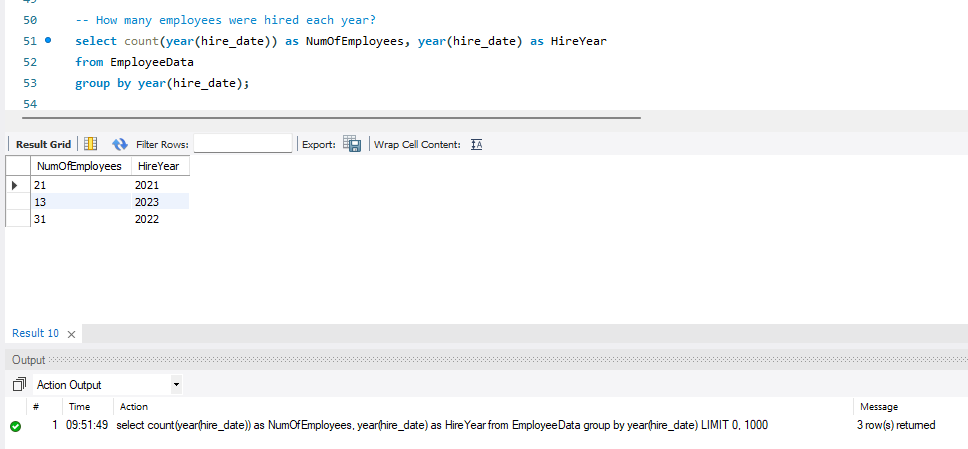 50 -- How many employees were hired each year?
51 select count(year(hire_date)) as NumOfEmployees, year(hire_date) as HireYear
52 from EmployeeData
53 group by year(hire_date);
54
Result Grid Filter Rows: Export: Wrap Cell Content: IA
NumOfEmployees HireYear
21 2021
13 2023
31 2022
Result 10 ×
Output
Action Output
# Time Action Message
1 09:51:49 select count(year(hire_date)) as NumOfEmployees, year(hire_date) as HireYear from EmployeeData group by year(hire_date) LIMIT 0, 1000 3 row(s) returned